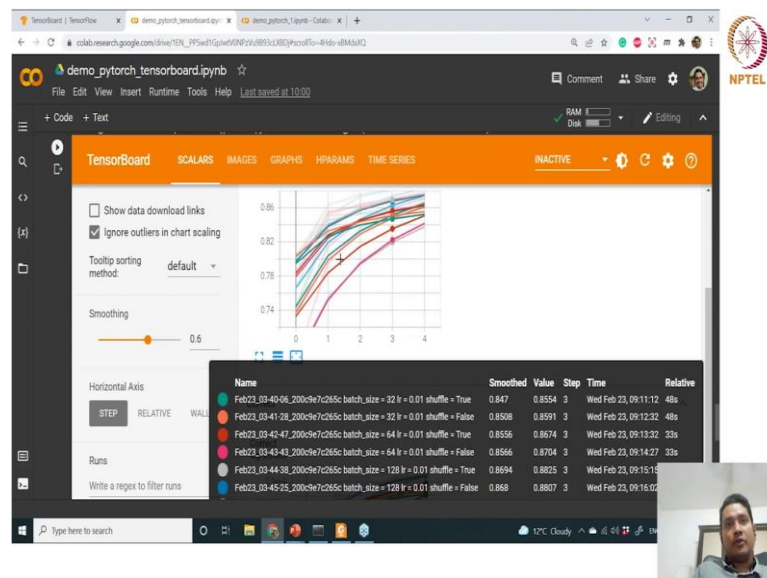 TensorBoard | TensorFlow
demo_pytorch_tensorboard.ipynb
demo_pytorch_1.ipynb - Colab
NPTEL
demo_pytorch_tensorboard.ipynb
Comment Share
File Edit View Insert Runtime Tools Help Last saved at 10:00
+ Code + Text
RAM
Disk
Editing
TensorBoard SCALARS IMAGES GRAPHS HPARAMS TIME SERIES INACTIVE
Show data download links
Ignore outliers in chart scaling
Tooltip sorting method: default
Smoothing
0.6
Horizontal Axis
STEP RELATIVE WALL
Runs
Write a regex to filter runs
0.86
0.82
0.78
0.74
0 1 2 3 4
Name Smoothed Value Step Time Relative
Feb23_03-40-06_200c9e7c265c batch_size = 32 lr = 0.01 shuffle = True 0.847 0.8554 3 Wed Feb 23, 09:11:12 48s
Feb23_03-41-28_200c9e7c265c batch_size = 32 lr = 0.01 shuffle = False 0.8508 0.8591 3 Wed Feb 23, 09:12:32 48s
Feb23_03-42-47_200c9e7c265c batch_size = 64 lr = 0.01 shuffle = True 0.8556 0.8674 3 Wed Feb 23, 09:13:32 33s
Feb23_03-43-43_200c9e7c265c batch_size = 64 lr = 0.01 shuffle = False 0.8566 0.8704 3 Wed Feb 23, 09:14:27 33s
Feb23_03-44-38_200c9e7c265c batch_size = 128 lr = 0.01 shuffle = True 0.8694 0.8825 3 Wed Feb 23, 09:15:15
Feb23_03-45-25_200c9e7c265c batch_size = 128 lr = 0.01 shuffle = False 0.868 0.8807 3 Wed Feb 23, 09:16:02
Type here to search
12°C Cloudy